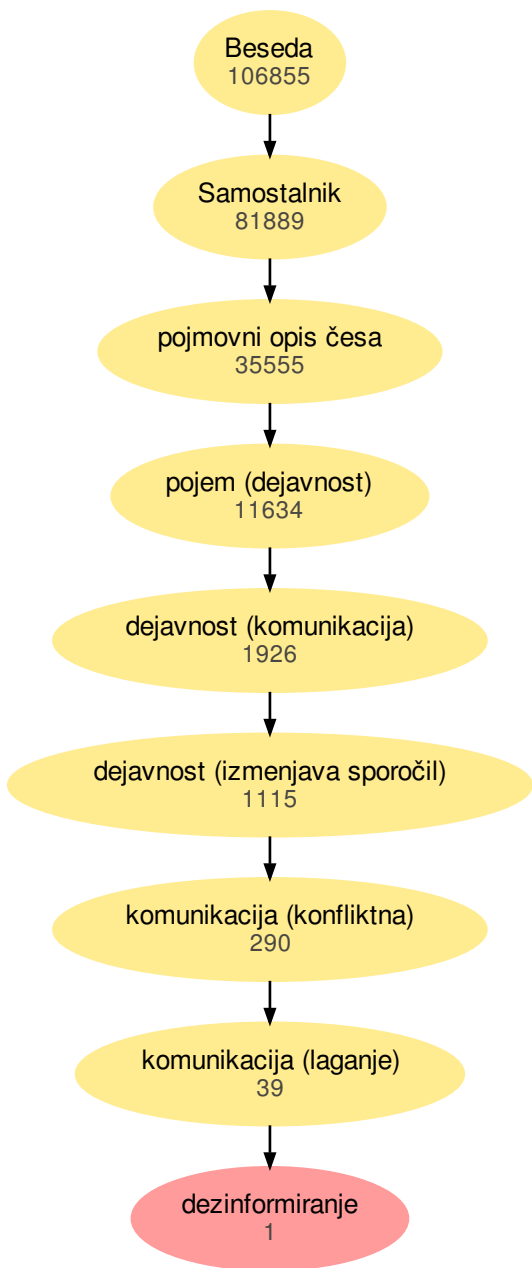 Beseda
106855
Samostalnik
81889
pojmovni opis česa
35555
pojem (dejavnost)
11634
dejavnost (komunikacija)
1926
dejavnost (izmenjava sporočil)
1115
komunikacija (konfliktna)
290
komunikacija (laganje)
39
dezinformiranje
1